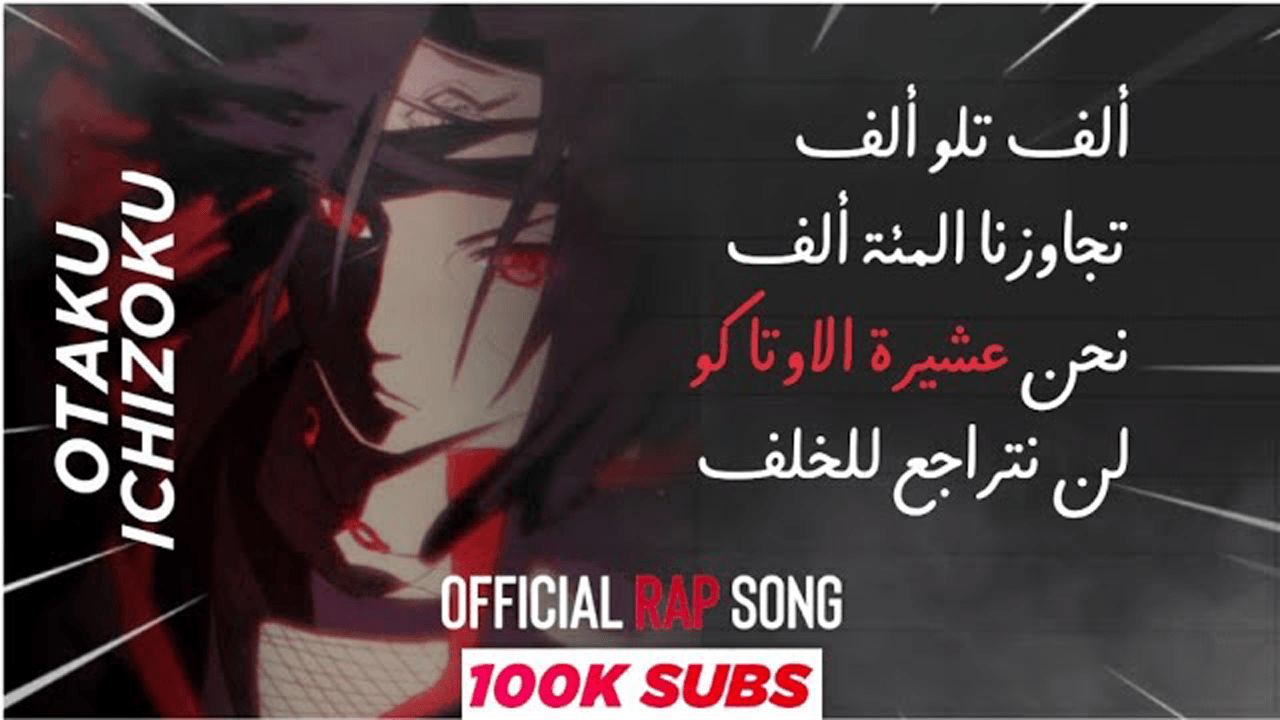 OTAKU
ICHIZOKU
ألف تلو ألف
تجاوزنا المئة ألف
نحن عشيرة الاوتاكو
لن نتراجع للخلف
OFFICIAL RAP SONG
100K SUBS